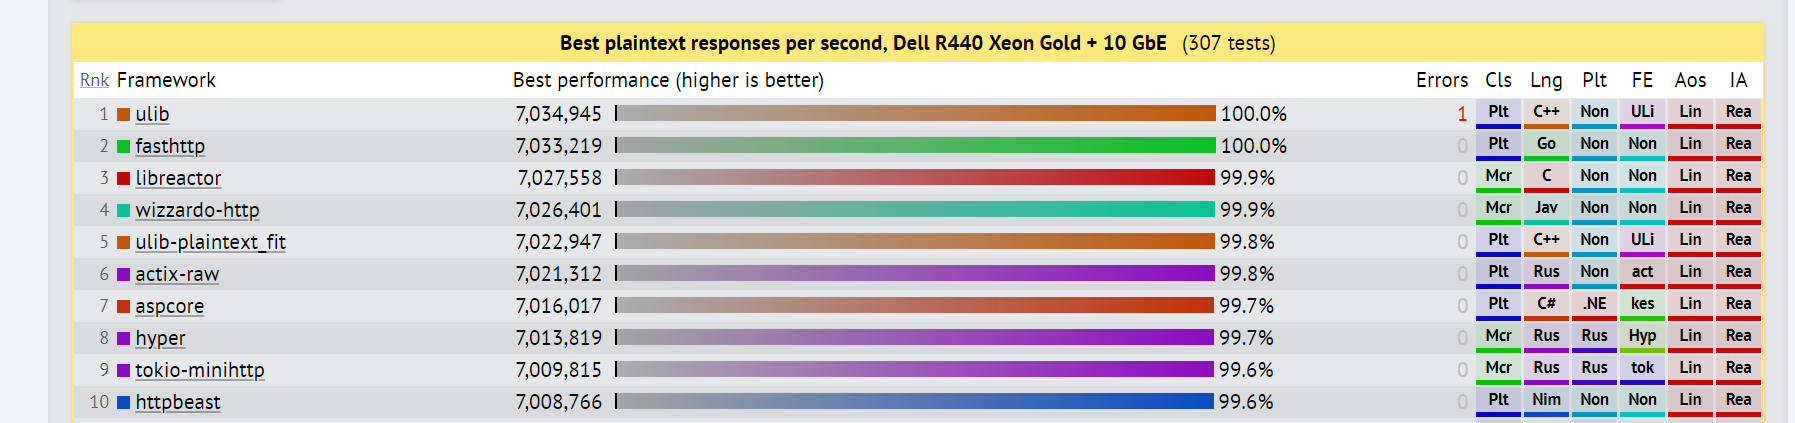 Best plaintext responses per second, Dell R440 Xeon Gold + 10 GbE (307 tests)
Rnk Framework Best performance (higher is better) Errors Cls Lng Plt FE Aos IA
1 ulib 7,034,945 100.0% 1 Plt C++ Non ULi Lin Rea
2 fasthttp 7,033,219 100.0% 0 Plt Go Non Non Lin Rea
3 libreactor 7,027,558 99.9% 0 Mcr C Non Non Lin Rea
4 wizzardo-http 7,026,401 99.9% 0 Mcr Jav Non Non Lin Rea
5 ulib-plaintext_fit 7,022,947 99.8% 0 Plt C++ Non ULi Lin Rea
6 actix-raw 7,021,312 99.8% 0 Plt Rus Non act Lin Rea
7 aspcore 7,016,017 99.7% 0 Plt C# .NE kes Lin Rea
8 hyper 7,013,819 99.7% 0 Mcr Rus Rus Hyp Lin Rea
9 tokio-minihttp 7,009,815 99.6% 0 Mcr Rus Rus tok Lin Rea
10 httpbeast 7,008,766 99.6% 0 Plt Nim Non Non Lin Rea